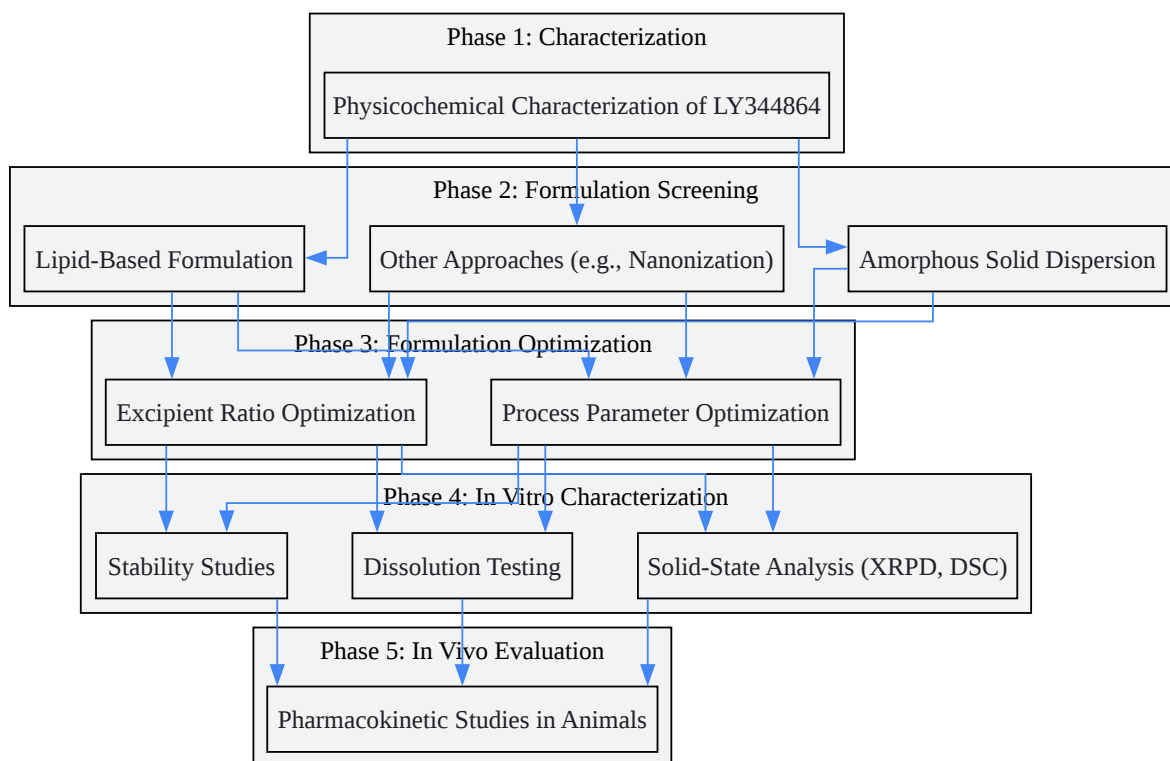 Phase 1: Characterization
Physicochemical Characterization of LY344864
Phase 2: Formulation Screening
Lipid-Based Formulation
Other Approaches (e.g., Nanonization)
Amorphous Solid Dispersion
Phase 3: Formulation Optimization
Excipient Ratio Optimization
Process Parameter Optimization
Phase 4: In Vitro Characterization
Stability Studies
Dissolution Testing
Solid-State Analysis (XRPD, DSC)
Phase 5: In Vivo Evaluation
Pharmacokinetic Studies in Animals